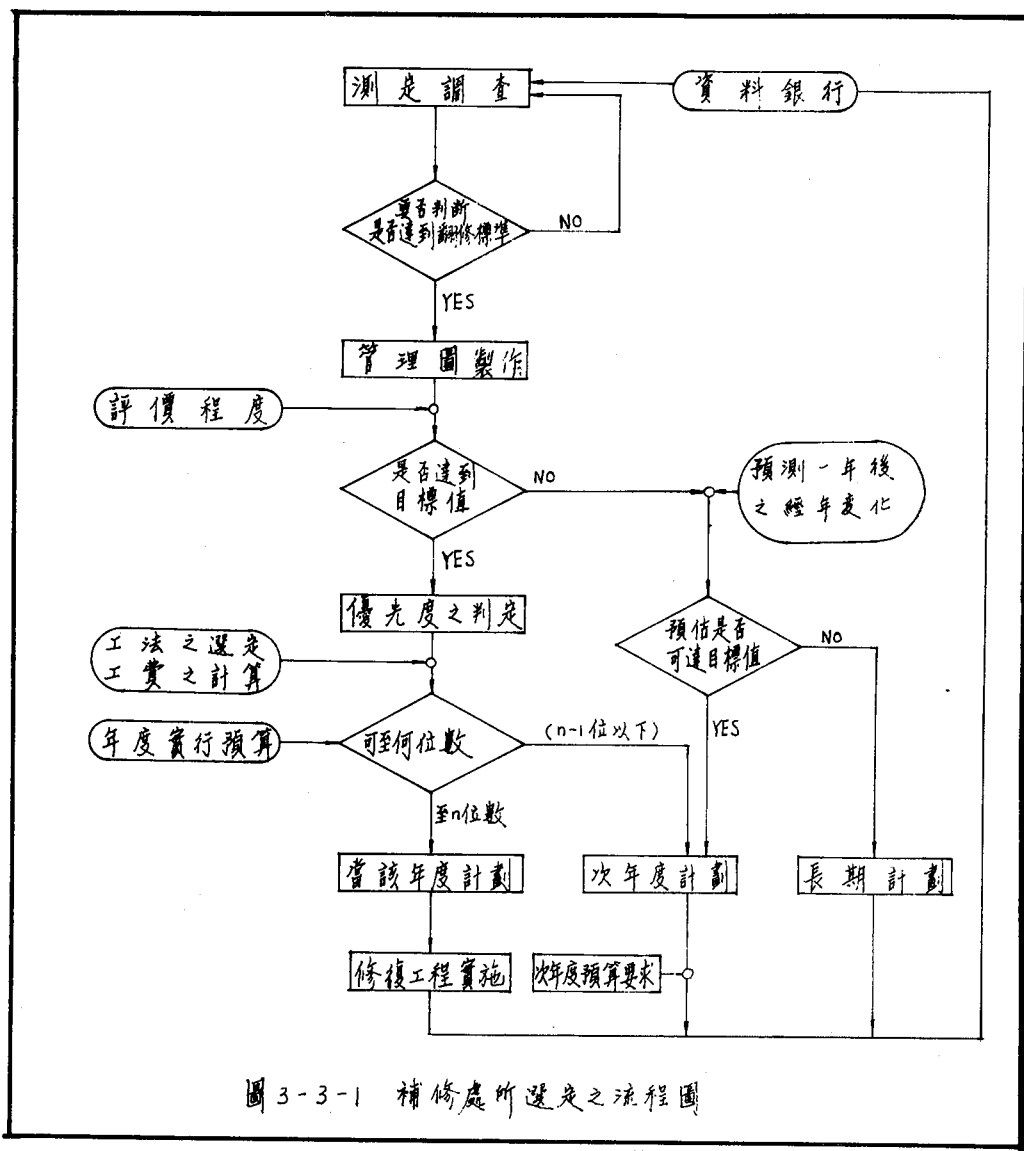 測定調查
資料銀行
要否判斷
是否達到翻修標準
NO
YES
管理圖製作
評價程度
是否達到
目標值
NO
預測一年後
之經年変化
YES
優先度之判定
預估是否
可達目標值
NO
工法之選定
工費之計算
年度實行預算
可至何位數
(n-1位以下)
YES
至n位數
當該年度計劃
次年度計劃
長期計劃
修復工程實施
次年度預算要求
圖3-3-1 補修處所選定之流程圖